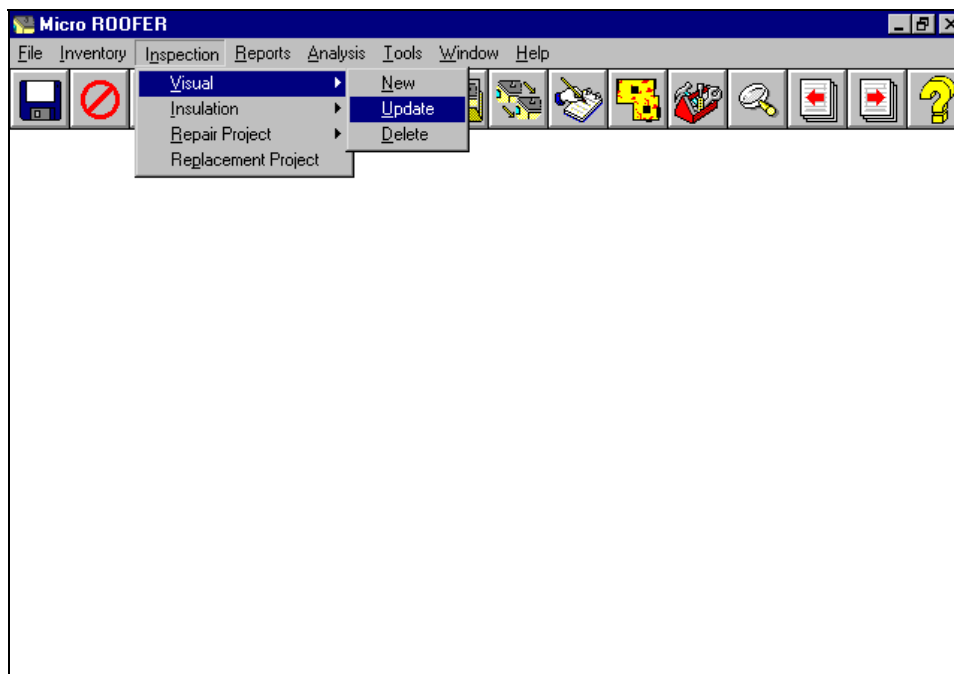 Micro ROOFER
File Inventory Inspection Reports Analysis Tools Window Help
Visual New
Insulation Update
Repair Project Delete
Replacement Project